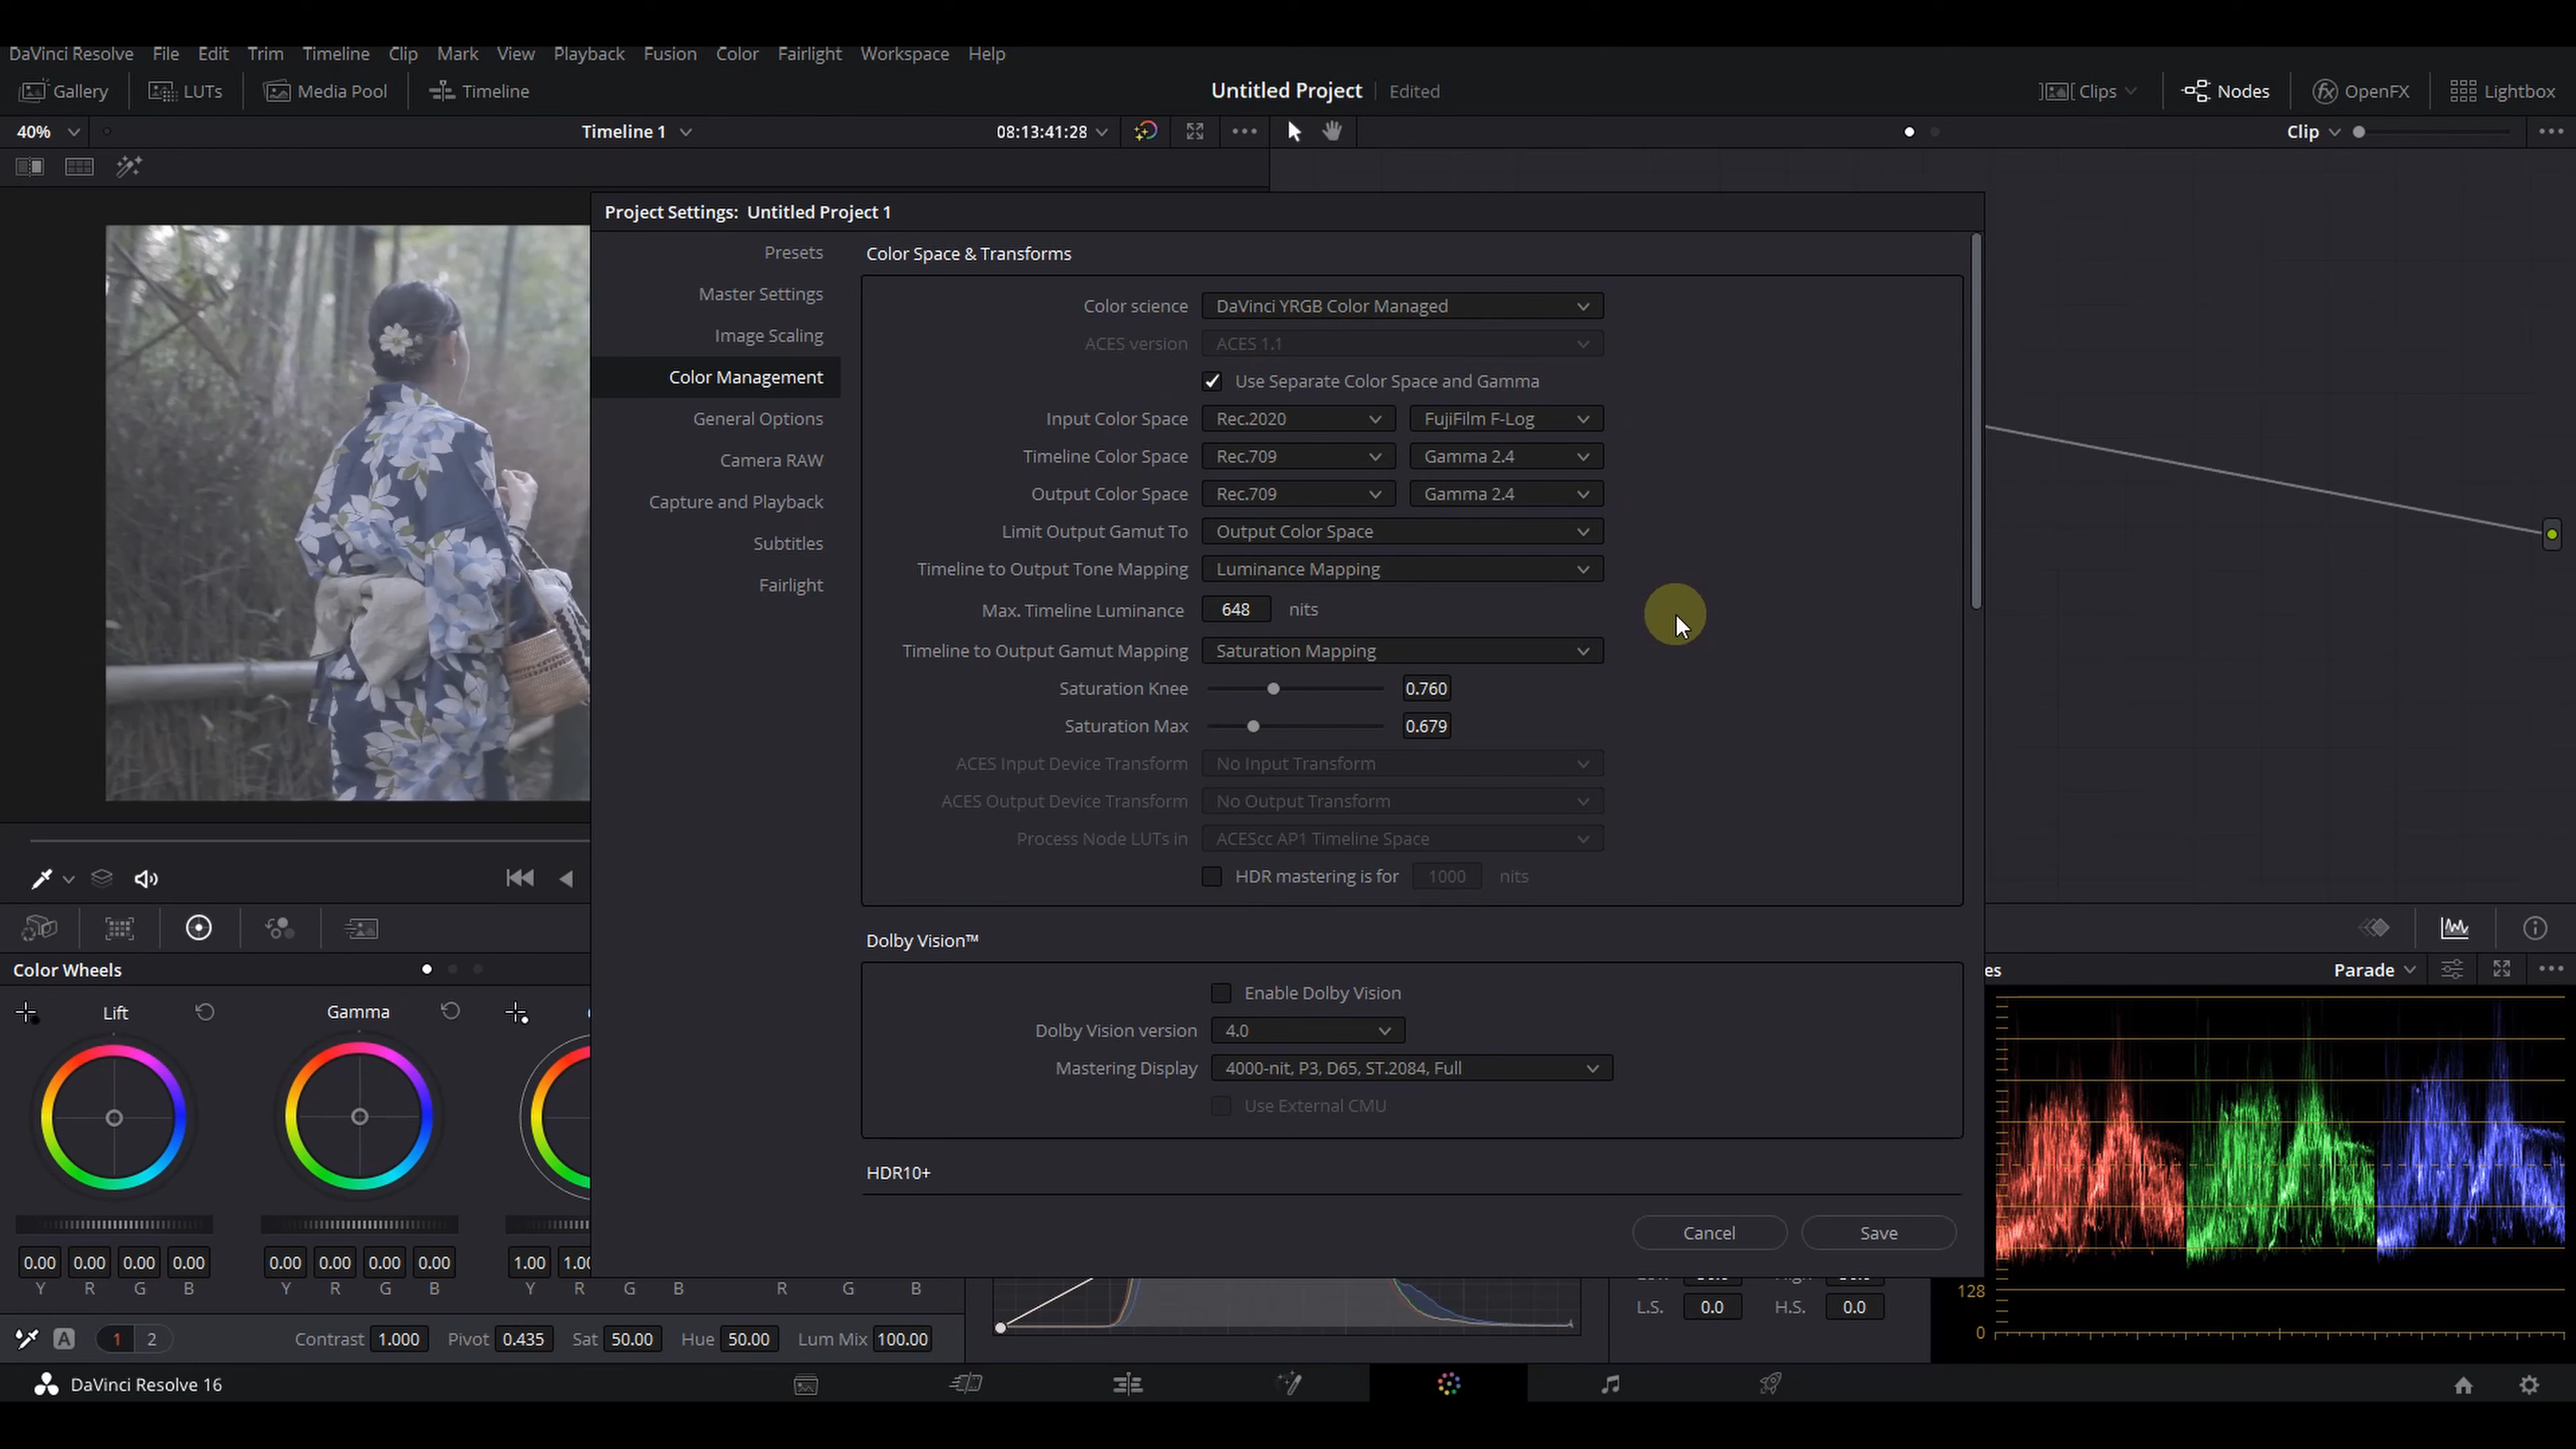 DaVinci Resolve File Edit Trim Timeline Clip Mark View Playback Fusion Color Fairlight Workspace Help
Gallery LUTs Media Pool Timeline Untitled Project Edited Clips Nodes OpenFX Lightbox
40% Timeline 1 08:13:41:28 Clip
Project Settings: Untitled Project 1
Presets
Master Settings
Image Scaling
Color Management
General Options
Camera RAW
Capture and Playback
Subtitles
Fairlight
Color Space & Transforms
Color science DaVinci YRGB Color Managed
ACES version ACES 1.1
Use Separate Color Space and Gamma
Input Color Space Rec.2020 FujiFilm F-Log
Timeline Color Space Rec.709 Gamma 2.4
Output Color Space Rec.709 Gamma 2.4
Limit Output Gamut To Output Color Space
Timeline to Output Tone Mapping Luminance Mapping
Max. Timeline Luminance 648 nits
Timeline to Output Gamut Mapping Saturation Mapping
Saturation Knee 0.760
Saturation Max 0.679
ACES Input Device Transform No Input Transform
ACES Output Device Transform No Output Transform
Process Node LUTs in ACEScc AP1 Timeline Space
HDR mastering is for 1000 nits
Dolby Vision™
Enable Dolby Vision
Dolby Vision version 4.0
Mastering Display 4000-nit, P3, D65, ST.2084, Full
Use External CMU
HDR10+
Cancel Save
Color Wheels
es Parade
Lift Gamma
0.00 0.00 0.00 0.00 0.00 0.00 0.00 0.00 1.00
Y R G B Y R G B Y R G B R G B
128
L.S. 0.0 H.S. 0.0
0
A 1 2 Contrast 1.000 Pivot 0.435 Sat 50.00 Hue 50.00 Lum Mix 100.00
DaVinci Resolve 16